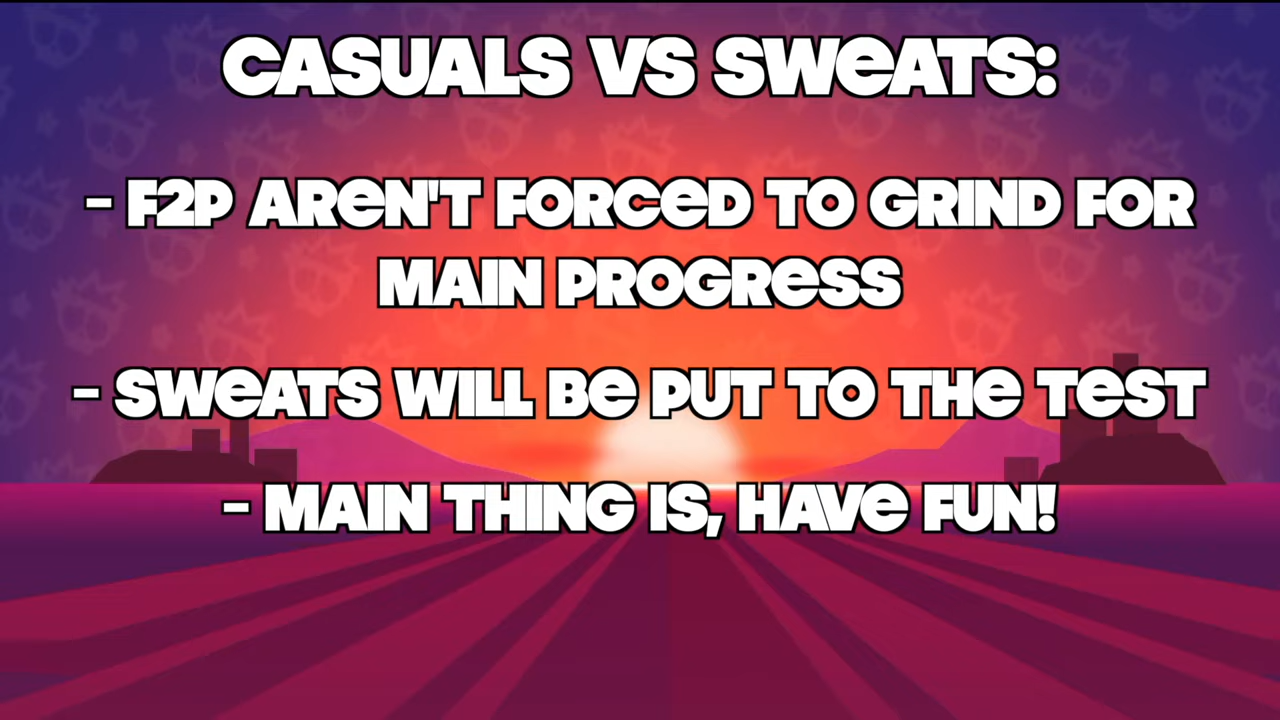 CASUALS VS SWEATS:
- F2P AREN'T FORCED TO GRIND FOR
MAIN PROGRESS
- SWEATS WILL BE PUT TO THE TEST
- MAIN THING IS, HAVE FUN!